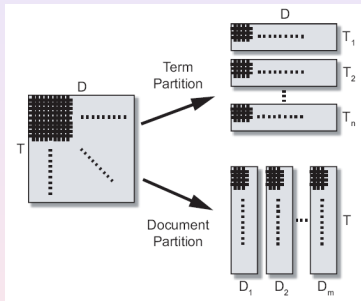 D
T
Term
Partition
Document
Partition
D
T1
T2
Tn
T
D1 D2 Dm